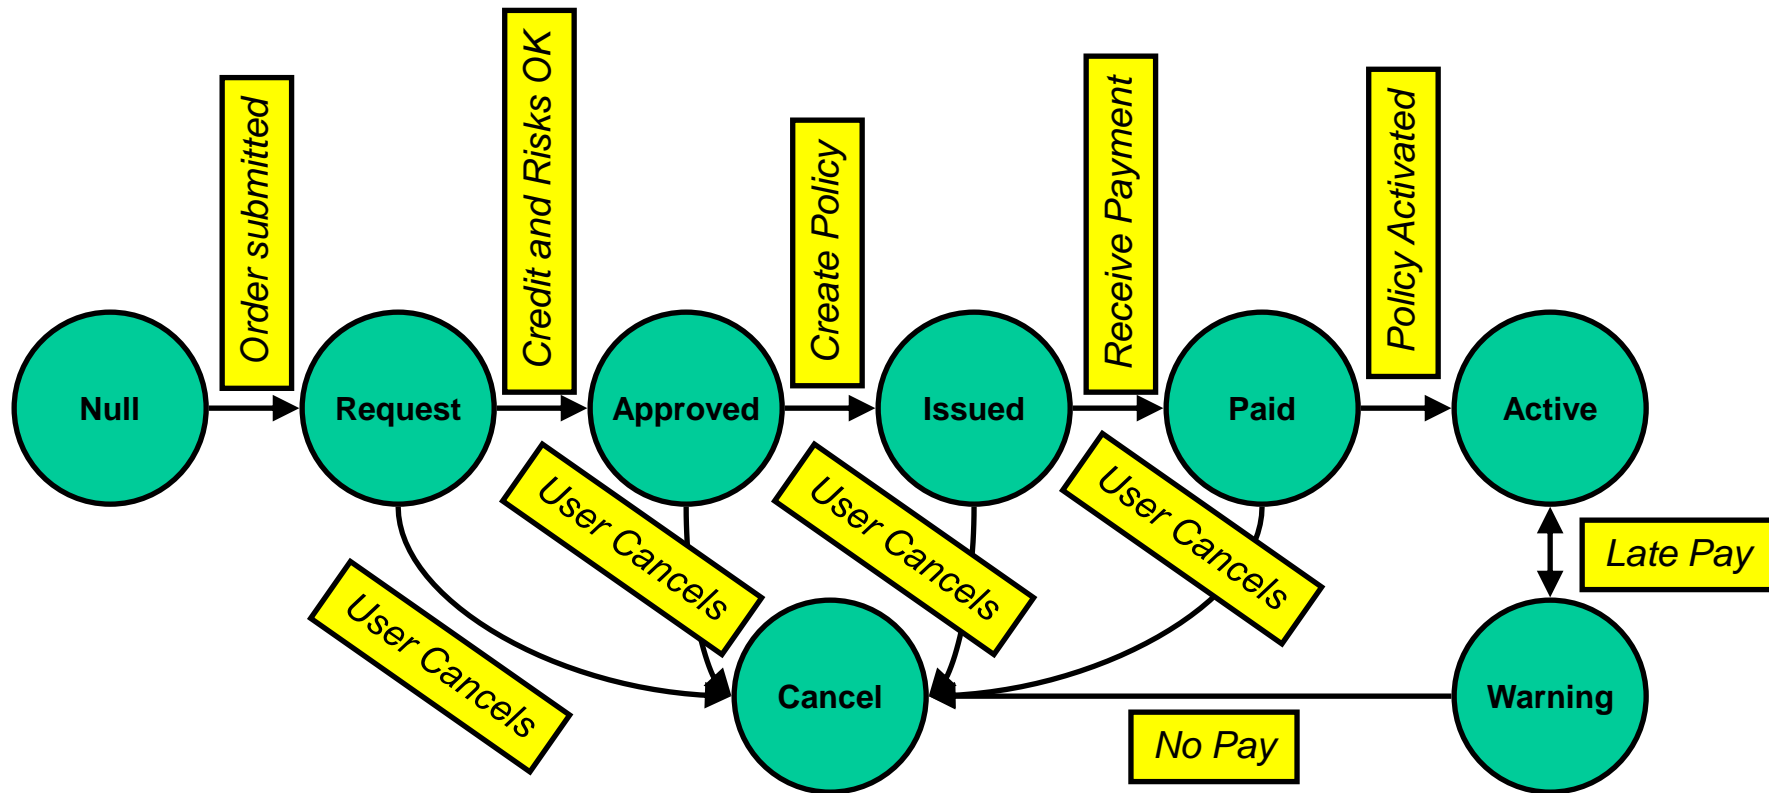 Order submitted
Credit and Risks OK
Create Policy
Receive Payment
Policy Activated
Null
Request
Approved
Issued
Paid
Active
User Cancels
User Cancels
User Cancels
User Cancels
Late Pay
Cancel
Warning
No Pay